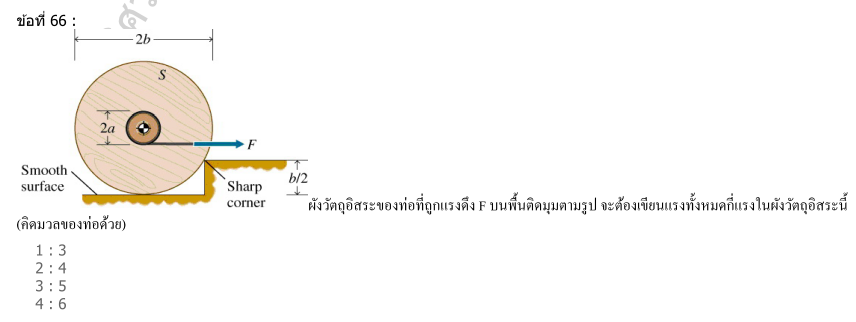 ข้อที่ 66 :
2b
S
2a
F
Smooth
surface
b/2
Sharp
corner
ผังวัตถุอิสระของท่อที่ถูกแรงดึง F บนพื้นติดมุมตามรูป จะต้องเขียนแรงทั้งหมดกี่แรงในผังวัตถุอิสระนี้
(คิดมวลของท่อด้วย)
1 : 3
2 : 4
3 : 5
4 : 6